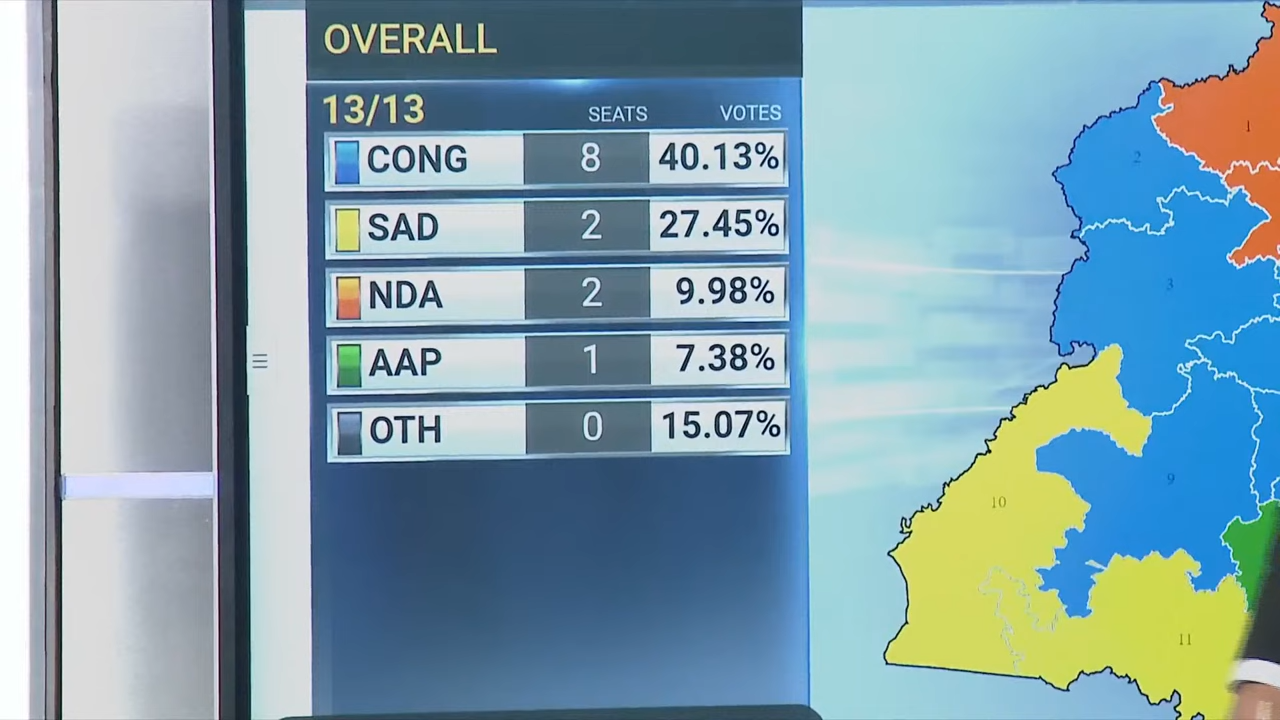 OVERALL
13/13 SEATS VOTES
CONG 8 40.13%
SAD 2 27.45%
NDA 2 9.98%
AAP 1 7.38%
OTH 0 15.07%
1
2
3
9
10
11